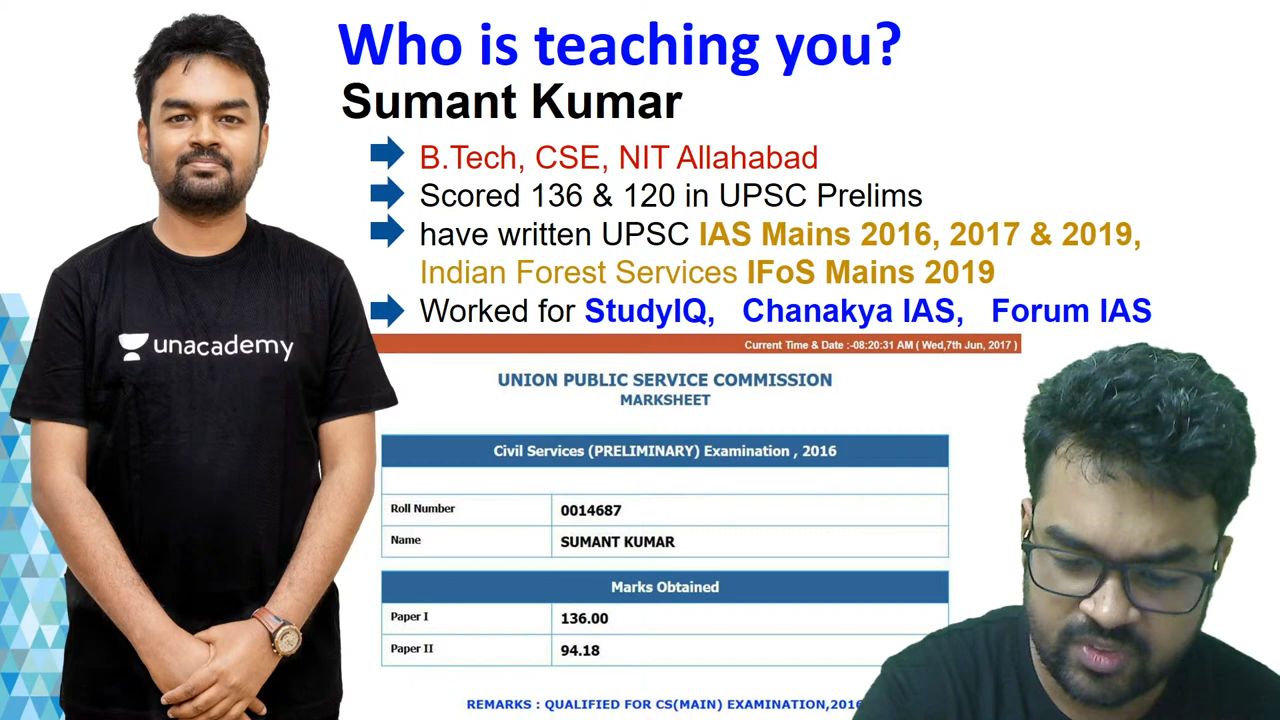 Who is teaching you?
Sumant Kumar
B.Tech, CSE, NIT Allahabad
Scored 136 & 120 in UPSC Prelims
have written UPSC IAS Mains 2016, 2017 & 2019,
Indian Forest Services IFoS Mains 2019
Worked for StudyIQ, Chanakya IAS, Forum IAS
unacademy
Current Time & Date :-08:20:31 AM ( Wed,7th Jun, 2017 )
UNION PUBLIC SERVICE COMMISSION
MARKSHEET
Civil Services (PRELIMINARY) Examination , 2016
Roll Number 0014687
Name SUMANT KUMAR
Marks Obtained
Paper I 136.00
Paper II 94.18
REMARKS : QUALIFIED FOR CS(MAIN) EXAMINATION,2016